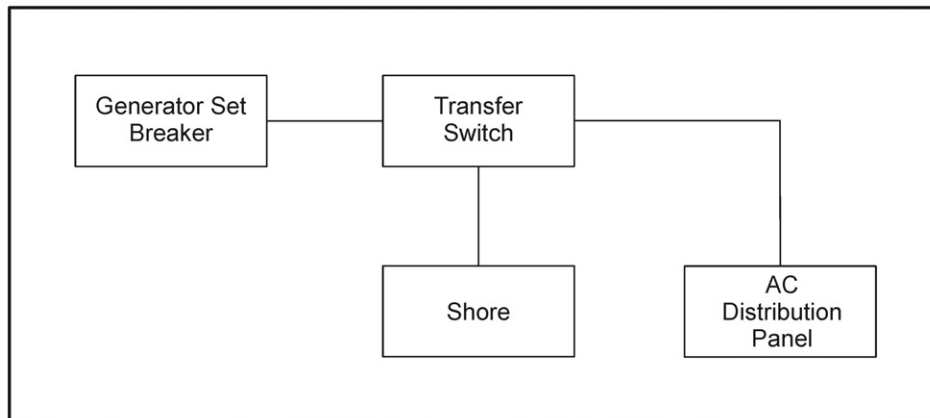 Generator Set
Breaker
Transfer
Switch
Shore
AC
Distribution
Panel